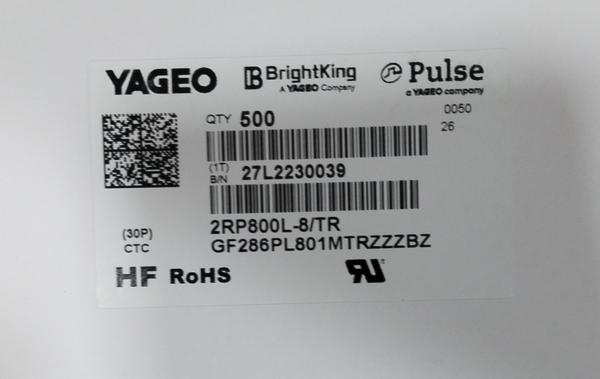 YAGEO
BrightKing
A YAGEO Company
Pulse
a YAGEO company
QTY 500
0050
26
(1T)
B/N 27L2230039
2RP800L-8/TR
(30P)
CTC GF286PL801MTRZZZBZ
HF RoHS